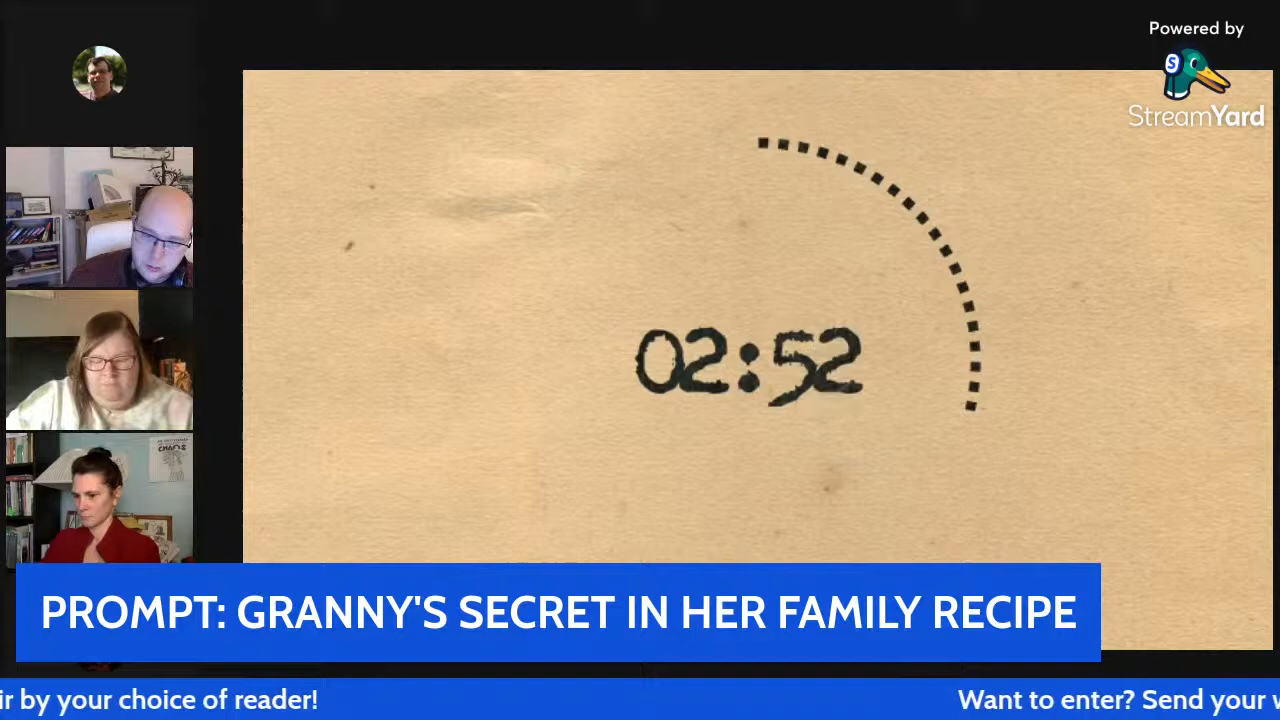 Powered by
StreamYard
02:52
PROMPT: GRANNY'S SECRET IN HER FAMILY RECIPE
ir by your choice of reader!
Want to enter? Send your